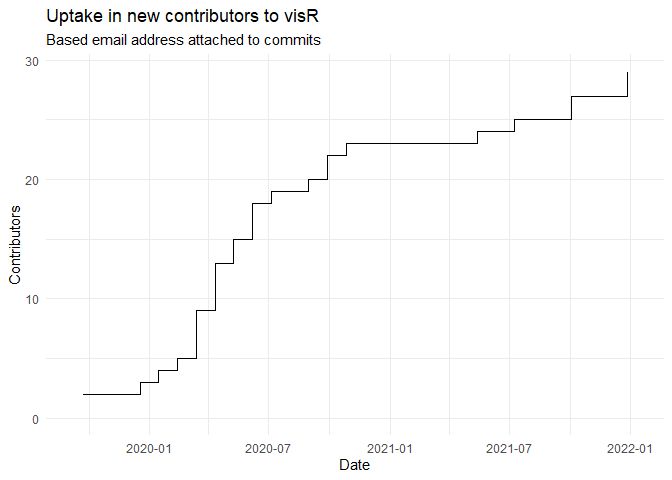 Uptake in new contributors to visR
Based email address attached to commits
30
20
10
0
Contributors
2020-01 2020-07 2021-01 2021-07 2022-01
Date